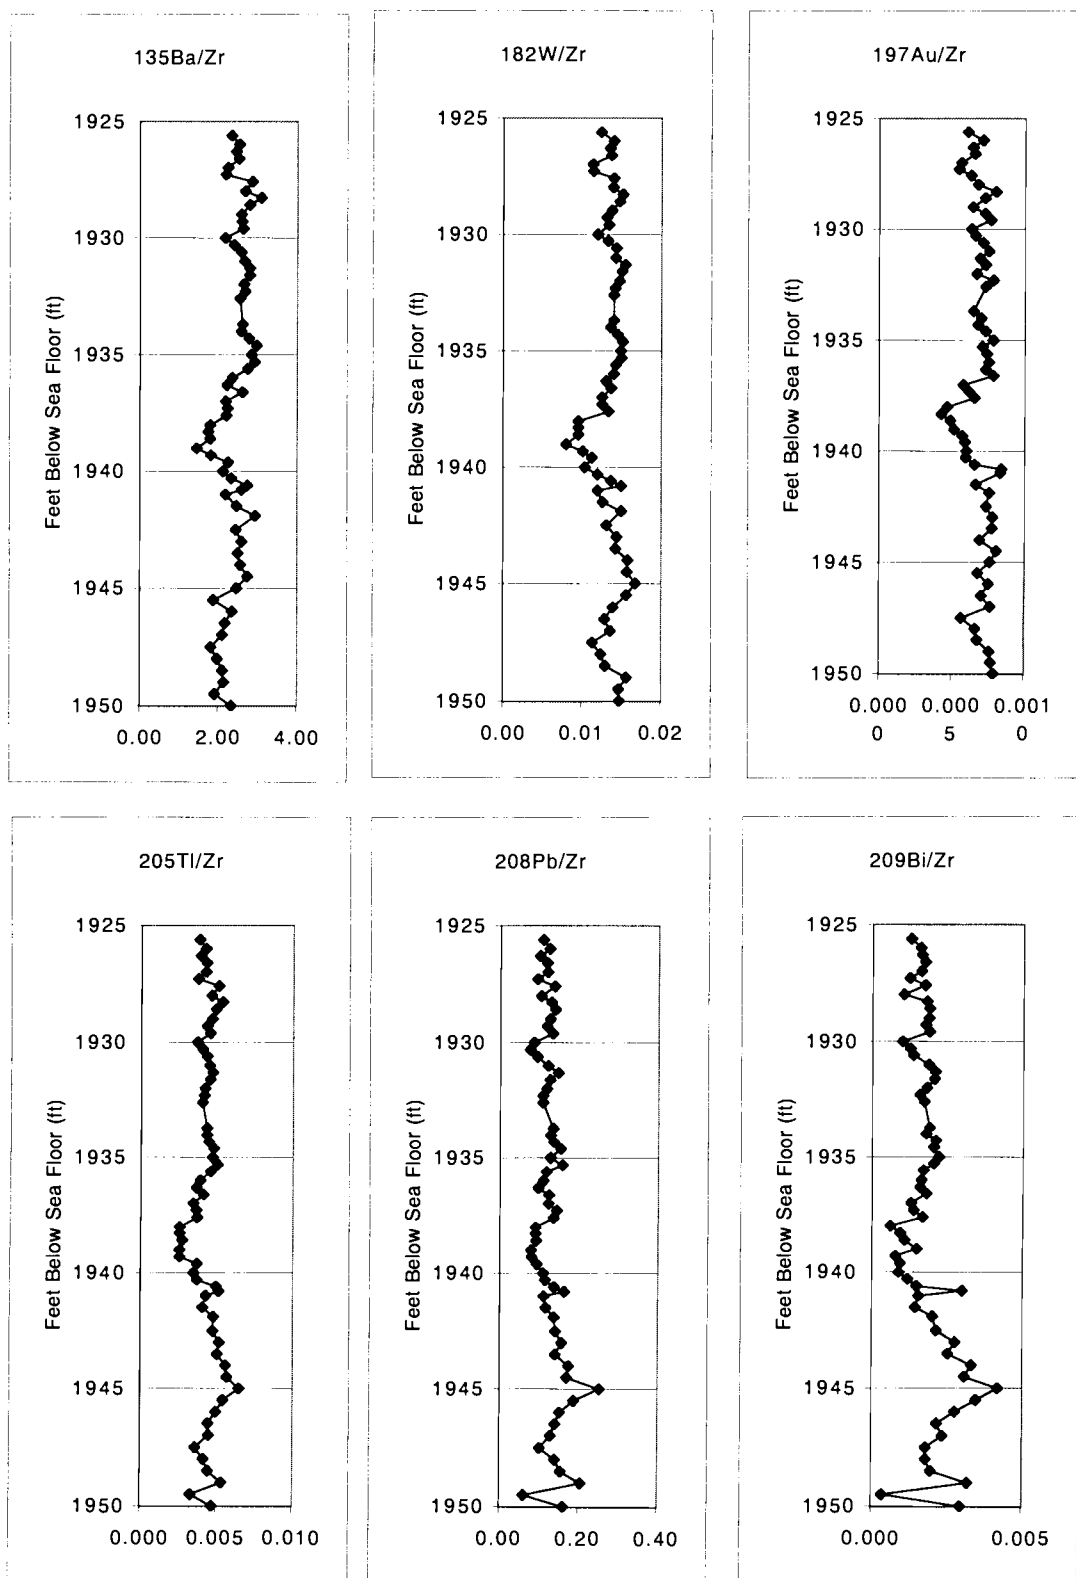 135Ba/Zr
1925
1930
1935
1940
1945
1950
Feet Below Sea Floor (ft)
0.00 2.00 4.00
182W/Zr
1925
1930
1935
1940
1945
1950
Feet Below Sea Floor (ft)
0.00 0.01 0.02
197Au/Zr
1925
1930
1935
1940
1945
1950
Feet Below Sea Floor (ft)
0.000 0.000 0.001
0 5 0
205Tl/Zr
1925
1930
1935
1940
1945
1950
Feet Below Sea Floor (ft)
0.000 0.005 0.010
208Pb/Zr
1925
1930
1935
1940
1945
1950
Feet Below Sea Floor (ft)
0.00 0.20 0.40
209Bi/Zr
1925
1930
1935
1940
1945
1950
Feet Below Sea Floor (ft)
0.000 0.005